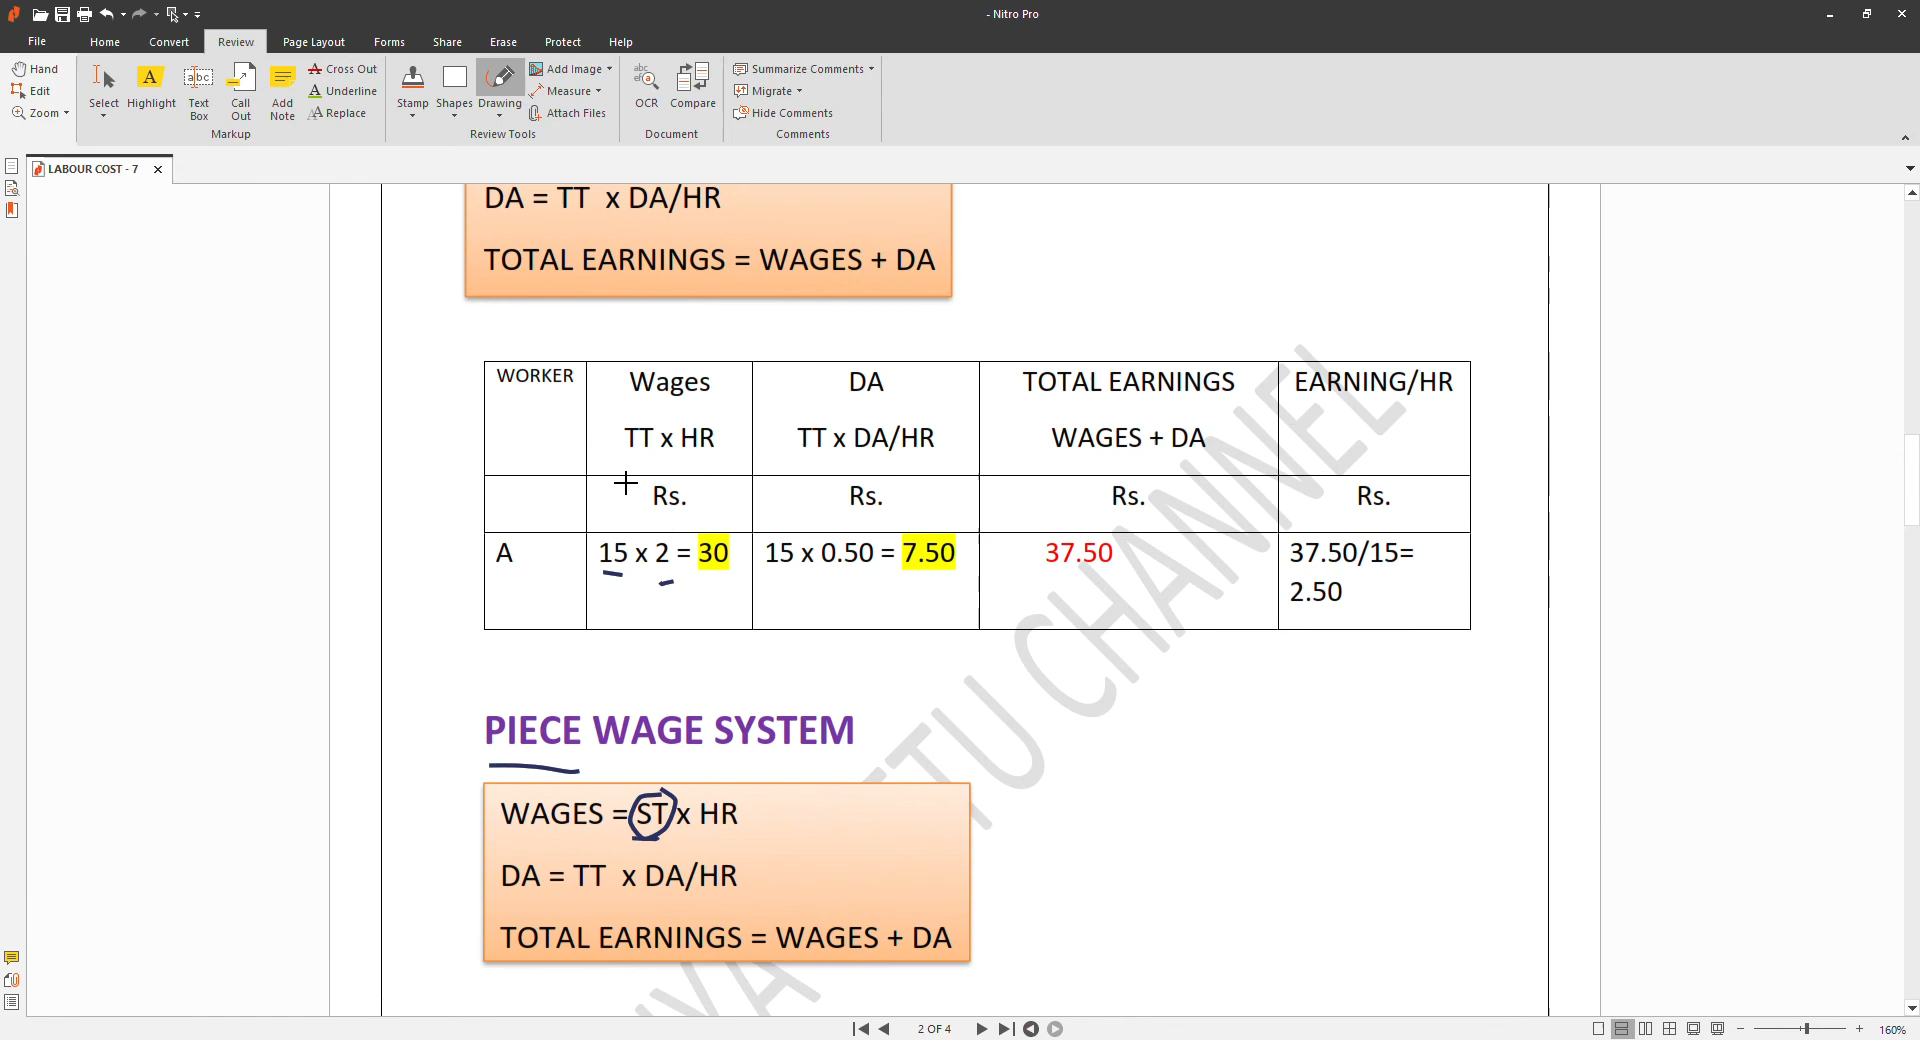 - Nitro Pro
File
Home
Convert
Review
Page Layout
Forms
Share
Erase
Protect
Help
Hand
Edit
Zoom
Select
A
Highlight
abc
Text
Box
Call
Out
Add
Note
A Cross Out
A Underline
A Replace
Markup
Stamp
Shapes
Drawing
Add Image
Measure
Attach Files
Review Tools
abc
ef a
OCR
Compare
Document
Summarize Comments
Migrate
Hide Comments
Comments
LABOUR COST - 7
DA = TT x DA/HR
TOTAL EARNINGS = WAGES + DA
WORKER
Wages
TT x HR
DA
TT x DA/HR
TOTAL EARNINGS
WAGES + DA
EARNING/HR
Rs.
Rs.
Rs.
Rs.
A
15 x 2 = 30
15 x 0.50 = 7.50
37.50
37.50/15=
2.50
PIECE WAGE SYSTEM
WAGES = ST x HR
DA = TT x DA/HR
TOTAL EARNINGS = WAGES + DA
CHANNEL
2 OF 4
160%